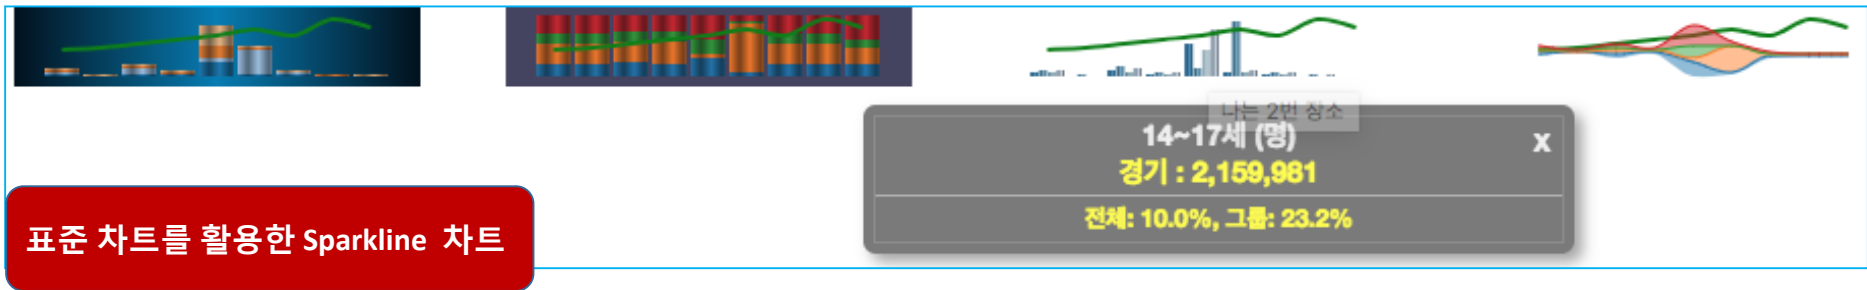 나는 2번 장소
14~17세 (명)
X
경기 : 2,159,981
전체: 10.0%, 그룹: 23.2%
표준 차트를 활용한 Sparkline 차트